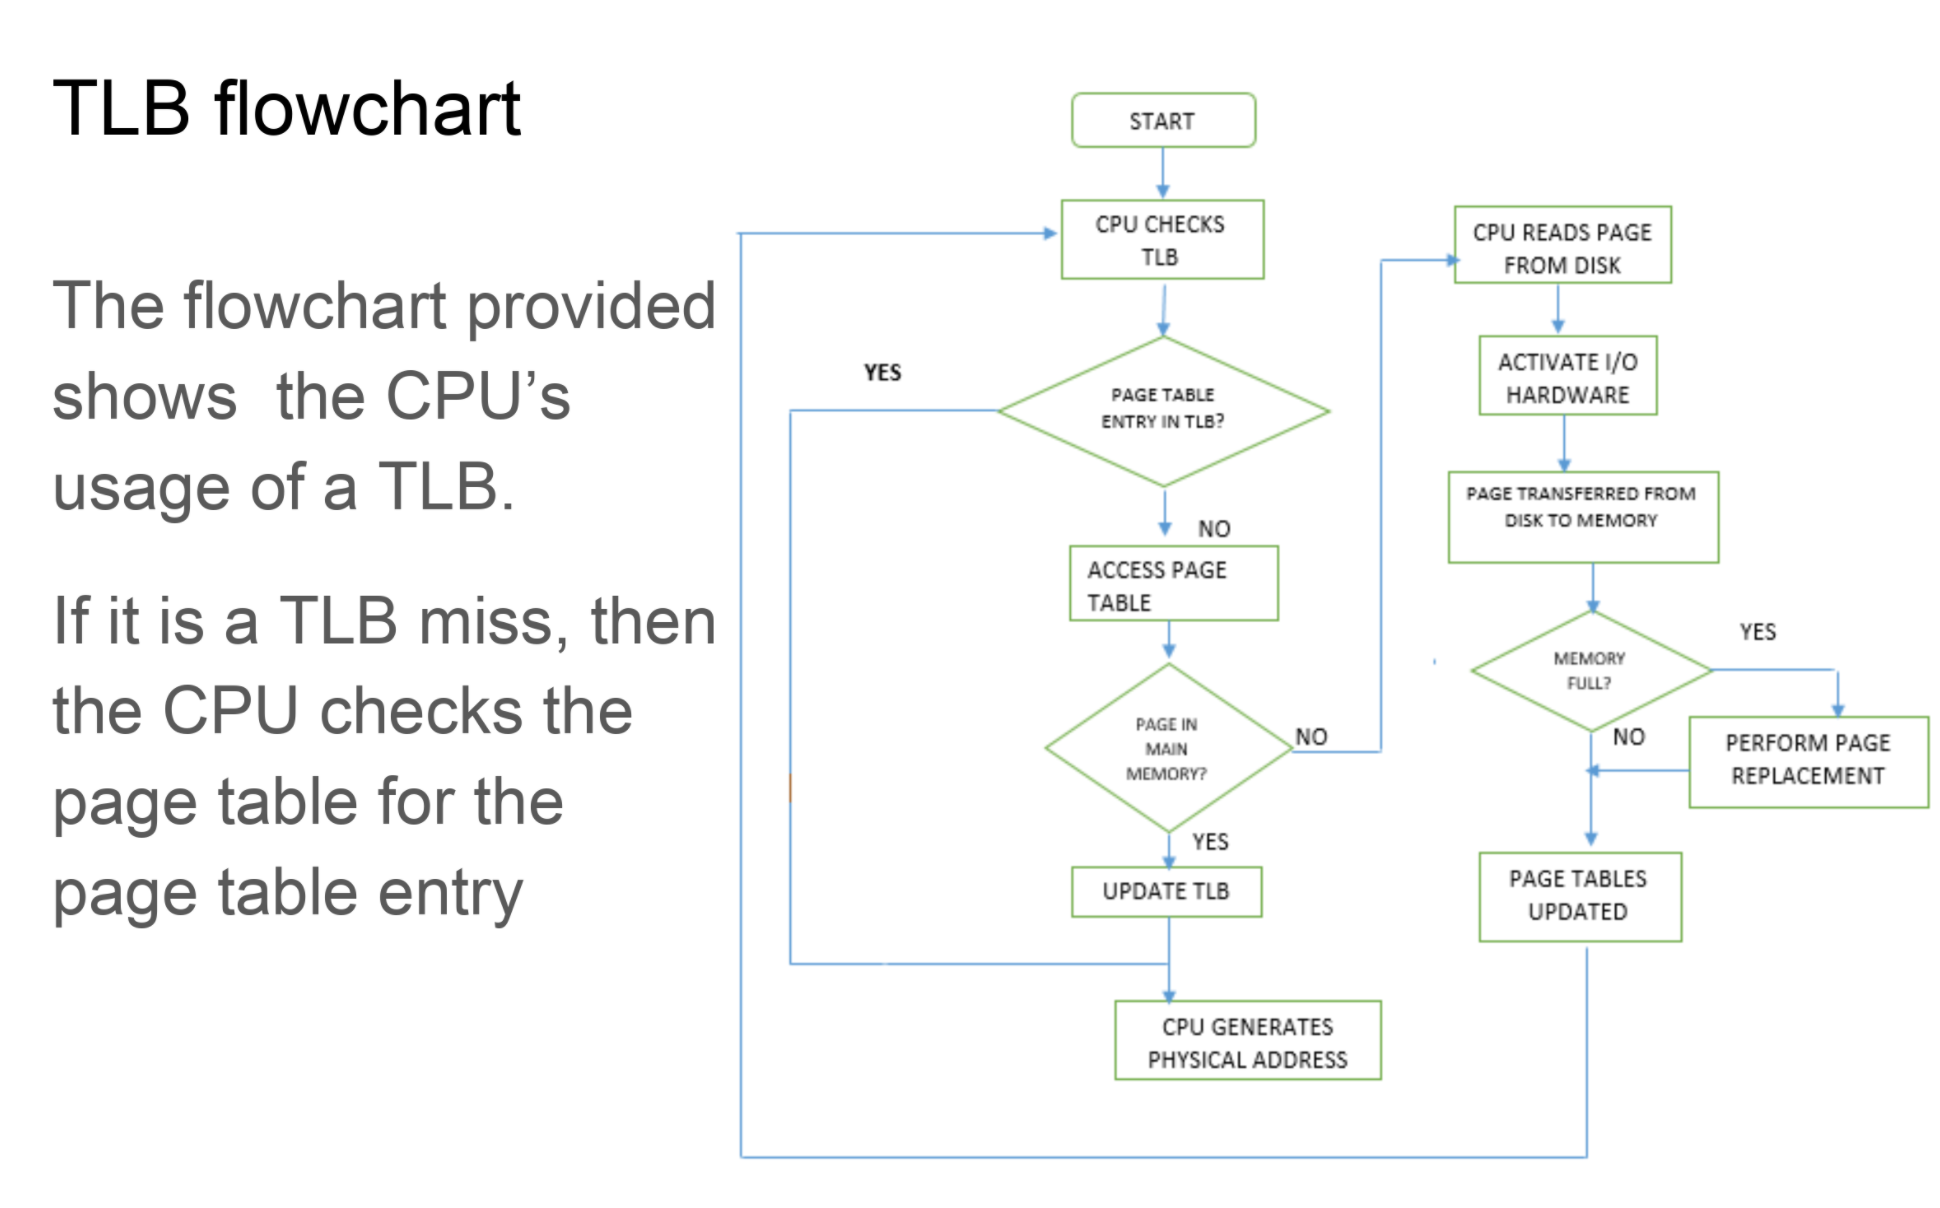 TLB flowchart
The flowchart provided
shows  the CPU’s
usage of a TLB.
If it is a TLB miss, then
the CPU checks the
page table for the
page table entry
START
CPU CHECKS
TLB
YES
PAGE TABLE
ENTRY IN TLB?
NO
ACCESS PAGE
TABLE
PAGE IN
MAIN
MEMORY?
NO
YES
UPDATE TLB
CPU GENERATES
PHYSICAL ADDRESS
CPU READS PAGE
FROM DISK
ACTIVATE I/O
HARDWARE
PAGE TRANSFERRED FROM
DISK TO MEMORY
MEMORY
FULL?
YES
NO
PERFORM PAGE
REPLACEMENT
PAGE TABLES
UPDATED